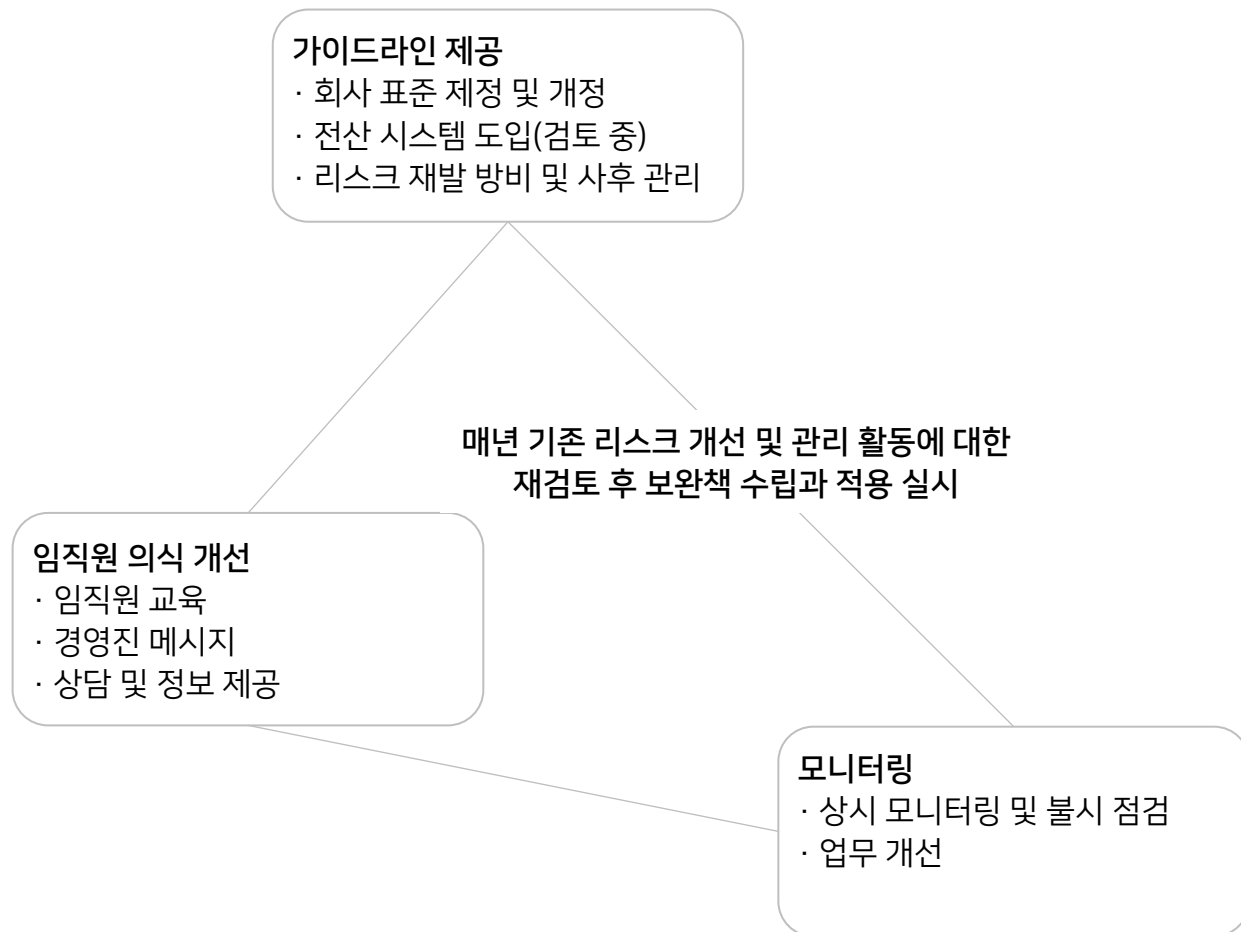 가이드라인 제공
· 회사 표준 제정 및 개정
· 전산 시스템 도입(검토 중)
· 리스크 재발 방비 및 사후 관리
매년 기존 리스크 개선 및 관리 활동에 대한
재검토 후 보완책 수립과 적용 실시
임직원 의식 개선
· 임직원 교육
· 경영진 메시지
· 상담 및 정보 제공
모니터링
· 상시 모니터링 및 불시 점검
· 업무 개선